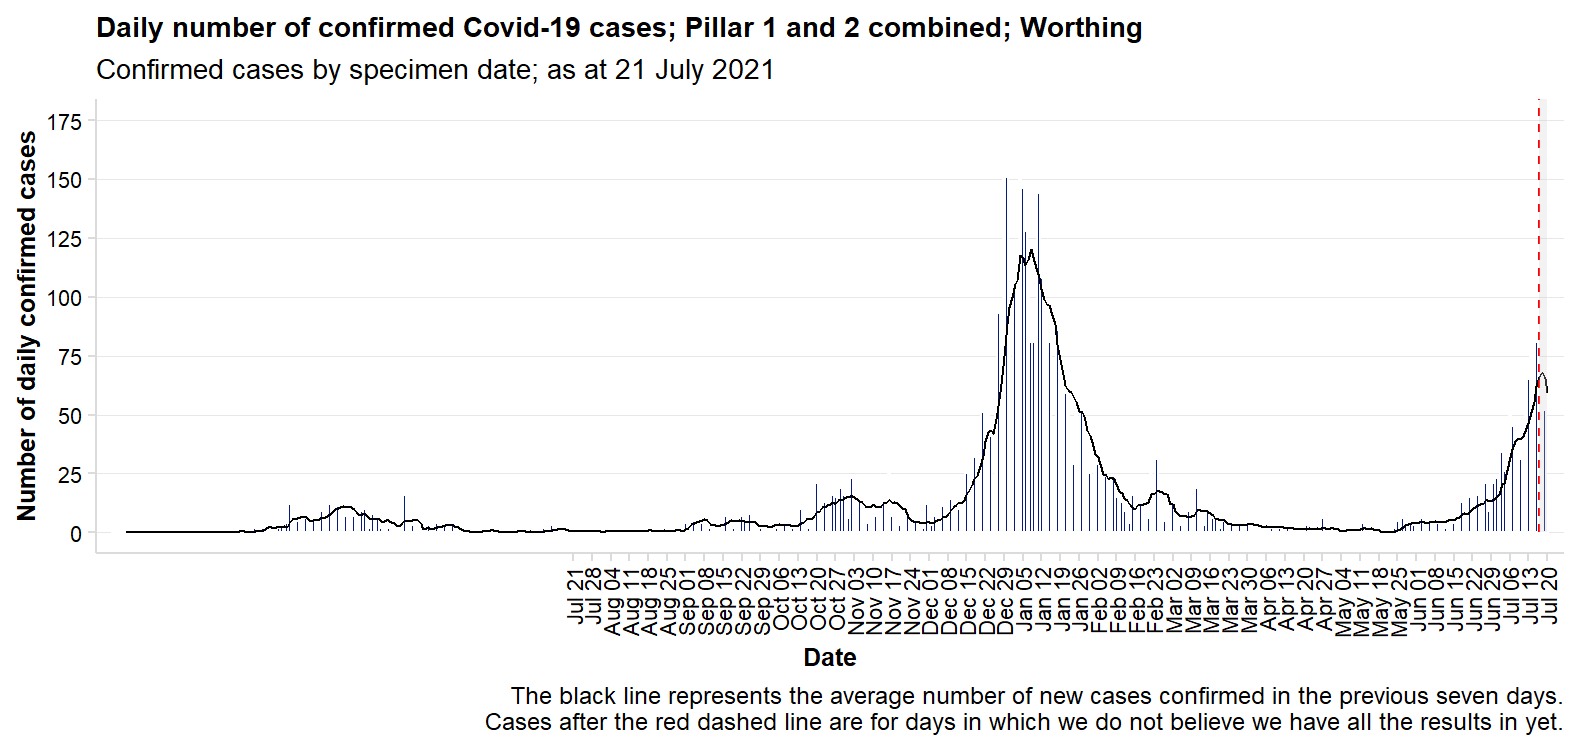 Daily number of confirmed Covid-19 cases; Pillar 1 and 2 combined; Worthing
Confirmed cases by specimen date; as at 21 July 2021
Number of daily confirmed cases
175
150
125
100
75
50
25
0
Jul 21
Jul 28
Aug 04
Aug 11
Aug 18
Aug 25
Sep 01
Sep 08
Sep 15
Sep 22
Sep 29
Oct 06
Oct 13
Oct 20
Oct 27
Nov 03
Nov 10
Nov 17
Nov 24
Dec 01
Dec 08
Dec 15
Dec 22
Dec 29
Jan 05
Jan 12
Jan 19
Jan 26
Feb 02
Feb 09
Feb 16
Feb 23
Mar 02
Mar 09
Mar 16
Mar 23
Mar 30
Apr 06
Apr 13
Apr 20
Apr 27
May 04
May 11
May 18
May 25
Jun 01
Jun 08
Jun 15
Jun 22
Jun 29
Jul 06
Jul 13
Jul 20
Date
The black line represents the average number of new cases confirmed in the previous seven days.
Cases after the red dashed line are for days in which we do not believe we have all the results in yet.